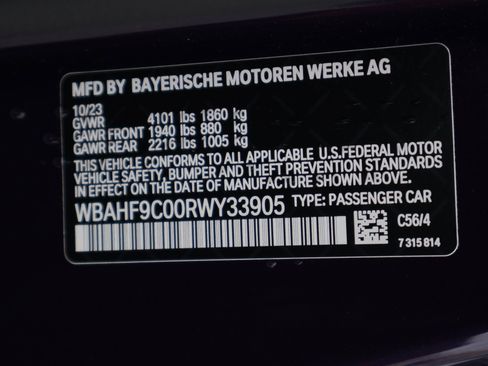 MFD BY BAYERISCHE MOTOREN WERKE AG
10/23
GVWR 4101 lbs 1860 kg
GAWR FRONT 1940 lbs 880 kg
GAWR REAR 2216 lbs 1005 kg
THIS VEHICLE CONFORMS TO ALL APPLICABLE U.S.FEDERAL MOTOR
VEHICLE SAFETY, BUMPER AND THEFT PREVENTION STANDARDS
IN EFFECT ON THE DATE OF MANUFACTURE SHOWN ABOVE.
WBAHF9C00RWY33905 TYPE: PASSENGER CAR
C56/4
7 315 814